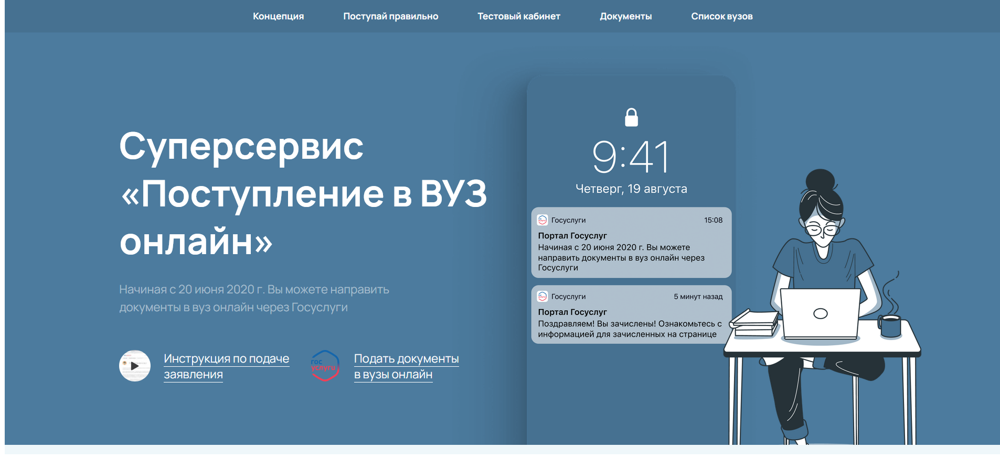 Концепция
Поступай правильно
Тестовый кабинет
Документы
Список вузов
Суперсервис
«Поступление в ВУЗ
онлайн»
Начиная с 20 июня 2020 г. Вы можете направить
документы в вуз онлайн через Госуслуги
Инструкция по подаче
заявления
гос
услуги
Подать документы
в вузы онлайн
9:41
Четверг, 19 августа
Госуслуги 15:08
Портал Госуслуг
Начиная с 20 июня 2020 г. Вы можете
направить документы в вуз онлайн через
Госуслуги
Госуслуги 5 минут назад
Портал Госуслуг
Поздравляем! Вы зачислены! Ознакомьтесь с
информацией для зачисленных на странице